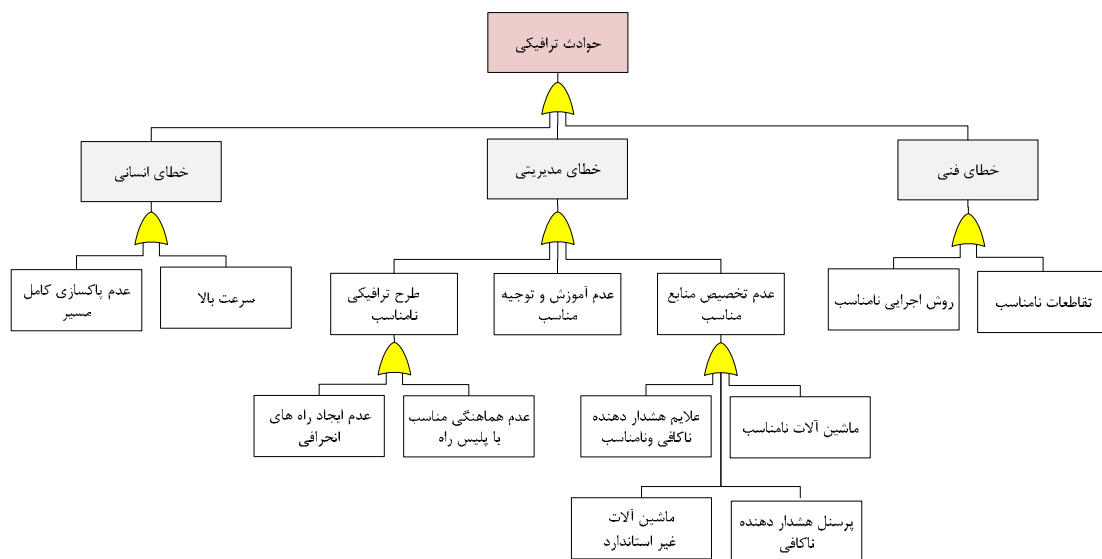 حوادث ترافیکی
خطای فنی
خطای مدیریتی
خطای انسانی
تقاطعات نامناسب
روش اجرایی نامناسب
عدم تخصیص منابع
مناسب
عدم آموزش و توجیه
مناسب
طرح ترافیکی
نامناسب
سرعت بالا
عدم پاکسازی کامل
مسیر
ماشین آلات نامناسب
علایم هشدار دهنده
ناکافی ونامناسب
عدم هماهنگی مناسب
با پلیس راه
عدم ایجاد راه های
انحرافی
پرسنل هشدار دهنده
ناکافی
ماشین آلات
غیر استاندارد